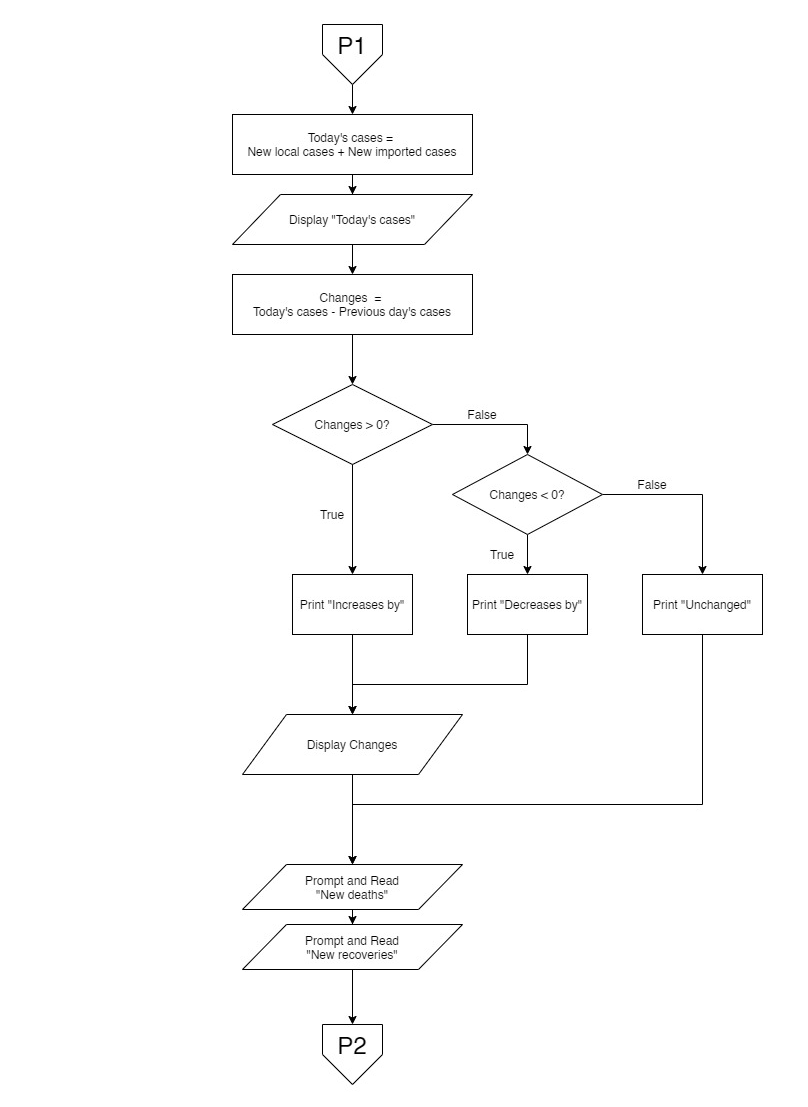 P1
Today's cases =
New local cases + New imported cases
Display "Today's cases"
Changes =
Today's cases - Previous day's cases
Changes > 0?
False
Changes < 0?
False
True
True
Print "Increases by"
Print "Decreases by"
Print "Unchanged"
Display Changes
Prompt and Read
"New deaths"
Prompt and Read
"New recoveries"
P2